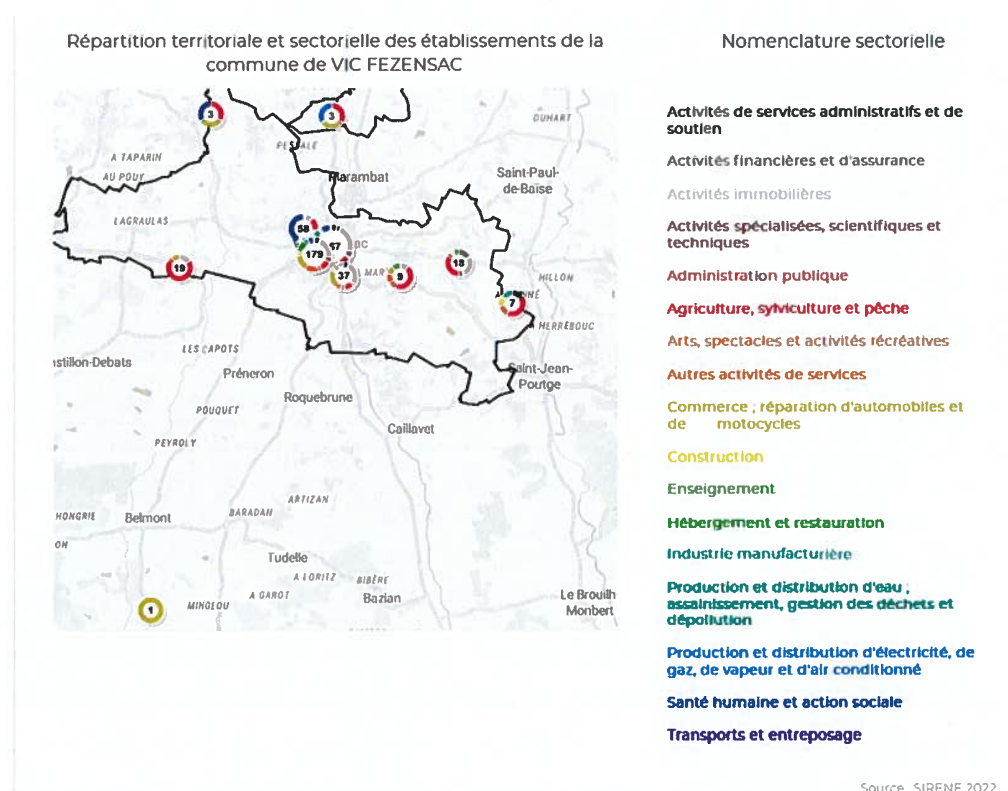 Répartition territoriale et sectorielle des établissements de la
commune de VIC FEZENSAC
3
3
DUHART
A TAPARIN
AU POUY
Marambat
Saint-Paul-
de-Baïse
LAGRAULAS
58
179
57
37
MAR
9
18
19
HILLON
7
HERRÉBOUC
LES CAPOTS
astillon-Debats
Préneron
Saint-Jean-
Poutge
Roquebrune
POUQUET
Caillavet
PEYROLY
ARTIZAN
HONGRIE
Belmont
BARADAN
ON
Tudelle
A LORITZ
BIBÈRE
A GAROT
Bazian
Le Brouilh
Monbert
1
Nomenclature sectorielle
Activités de services administratifs et de
soutien
Activités financières et d'assurance
Activités immobilières
Activités spécialisées, scientifiques et
techniques
Administration publique
Agriculture, sylviculture et pêche
Arts, spectacles et activités récréatives
Autres activités de services
Commerce ; réparation d'automobiles et
de motocycles
Construction
Enseignement
Hébergement et restauration
Industrie manufacturière
Production et distribution d'eau ;
assainissement, gestion des déchets et
dépollution
Production et distribution d'électricité, de
gaz, de vapeur et d'air conditionné
Santé humaine et action sociale
Transports et entreposage
Source SIRENE 2022